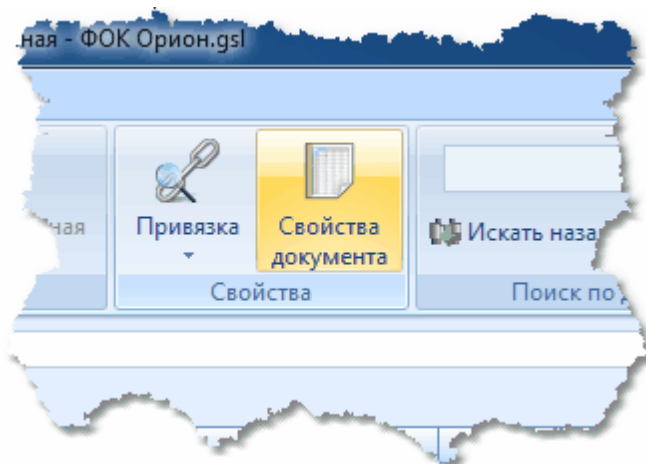 ная - ФОК Орион.gsl
ная
Привязка
Свойства
документа
Искать наза
Свойства
Поиск по